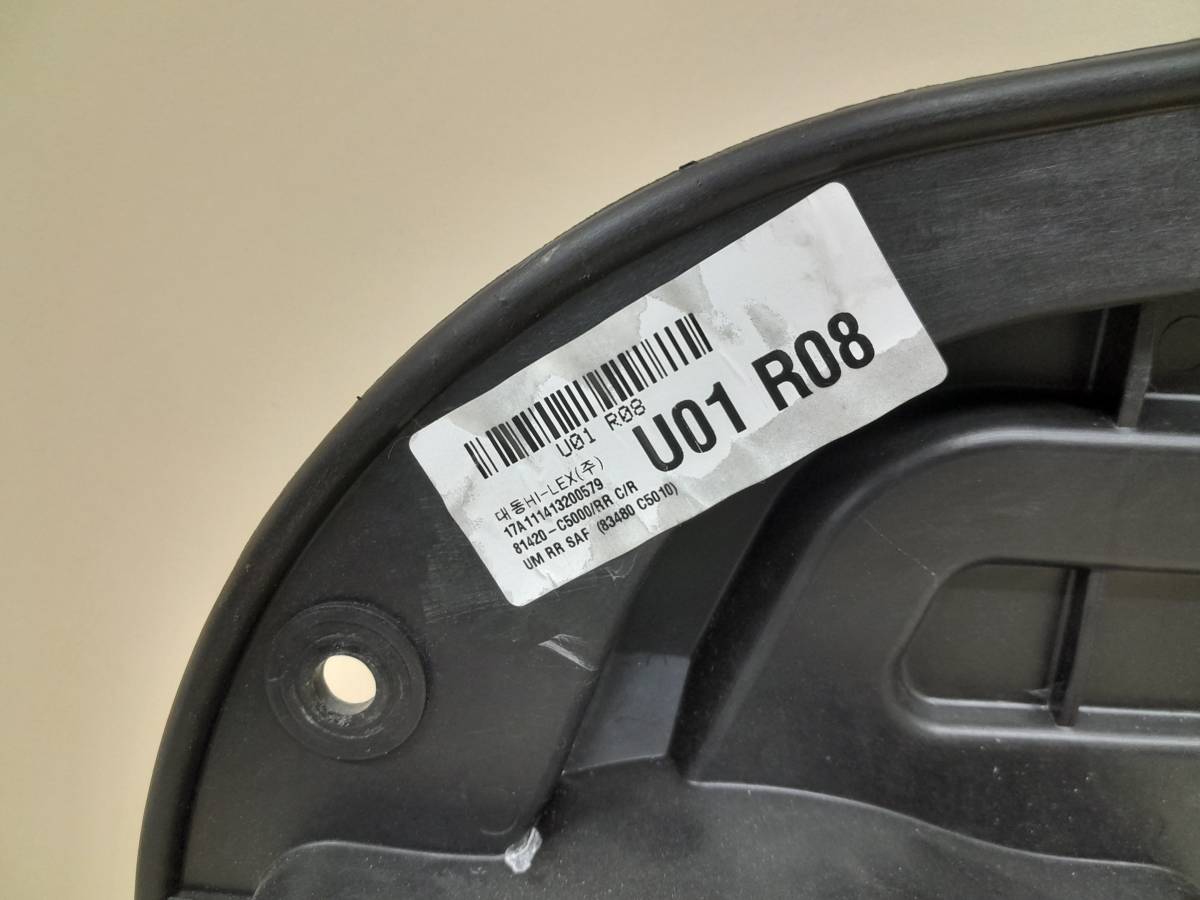 U01 R08
U01 R08
대동HI-LEX(주)
17A111413200579
81420-C5000/RR C/R
UM RR SAF (83480 C5010)